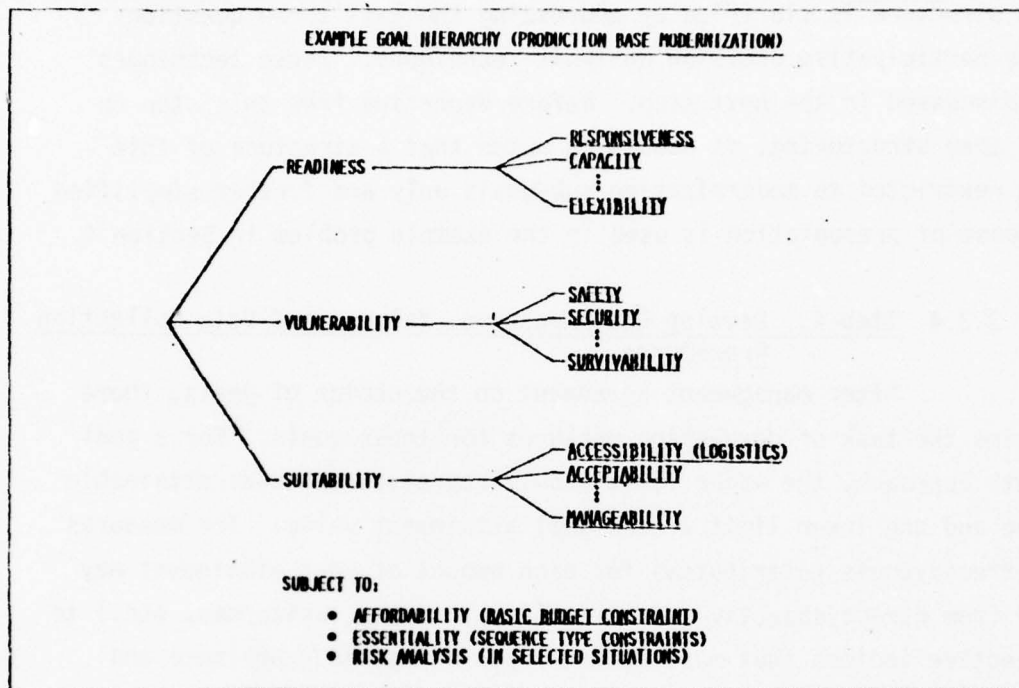 EXAMPLE GOAL HIERARCHY (PRODUCTION BASE MODERNIZATION)
READINESS
RESPONSIVENESS
CAPACITY
FLEXIBILITY
VULNERABILITY
SAFETY
SECURITY
SURVIVABILITY
SUITABILITY
ACCESSIBILITY (LOGISTICS)
ACCEPTABILITY
MANAGEABILITY
SUBJECT TO:
● AFFORDABILITY (BASIC BUDGET CONSTRAINT)
● ESSENTIALITY (SEQUENCE TYPE CONSTRAINTS)
● RISK ANALYSIS (IN SELECTED SITUATIONS)